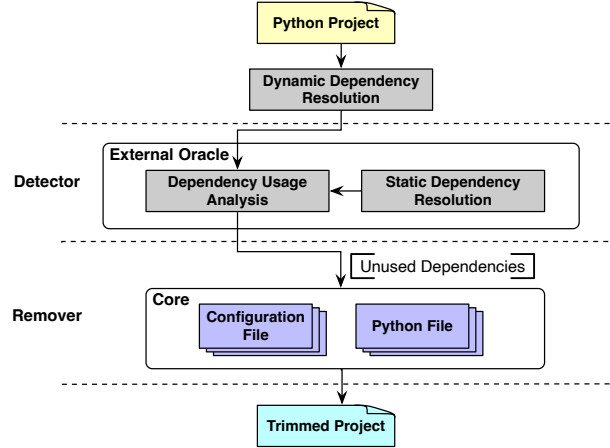 Python Project
Dynamic Dependency
Resolution
External Oracle
Detector
Dependency Usage
Analysis
Static Dependency
Resolution
Unused Dependencies
Remover
Core
Configuration
File
Python File
Trimmed Project